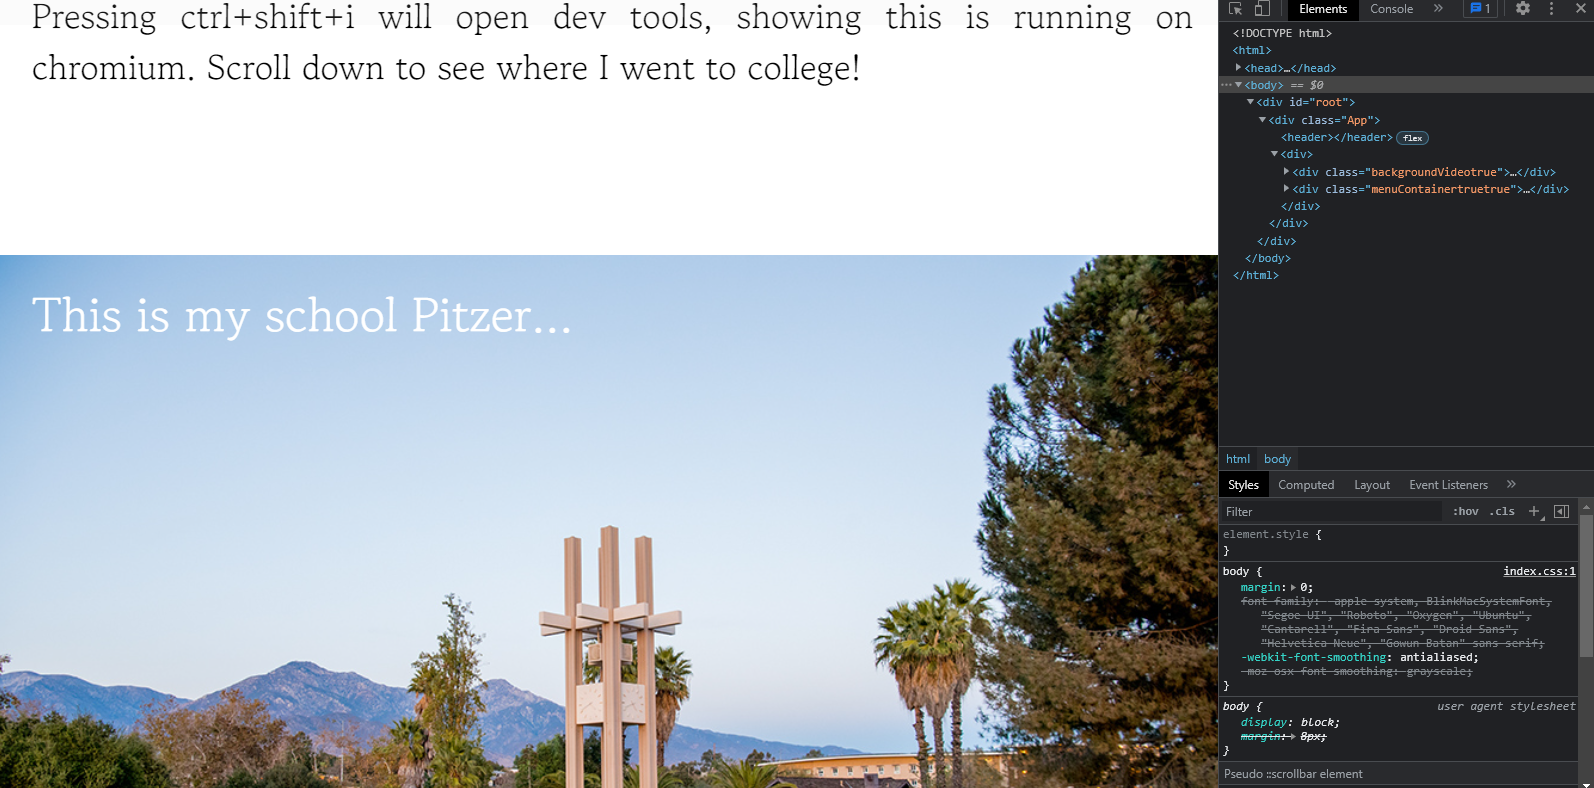 Pressing ctrl+shift+i will open dev tools, showing this is running on
chromium. Scroll down to see where I went to college!
This is my school Pitzer...
Elements Console » 1
<!DOCTYPE html>
<html>
<head>…</head>
<body> == $0
<div id="root">
<div class="App">
<header></header> flex
<div>
<div class="backgroundVideotrue">…</div>
<div class="menuContainertruetrue">…</div>
</div>
</div>
</div>
</body>
</html>
html body
Styles Computed Layout Event Listeners »
Filter :hov .cls +
element.style {
}
body { index.css:1
margin: 0;
font-family: -apple-system, BlinkMacSystemFont,
"Segoe UI", "Roboto", "Oxygen", "Ubuntu",
"Cantarell", "Fira Sans", "Droid Sans",
"Helvetica Neue", "Gowun Batan" sans-serif;
-webkit-font-smoothing: antialiased;
-moz-osx-font-smoothing: grayscale;
}
body { user agent stylesheet
display: block;
margin: 8px;
}
Pseudo ::scrollbar element